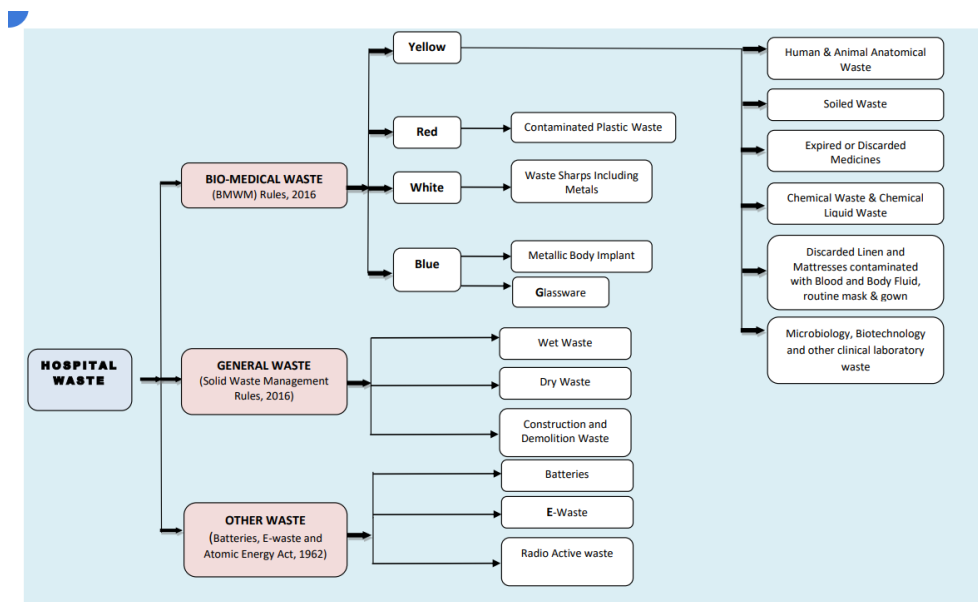 HOSPITAL
WASTE
BIO-MEDICAL WASTE
(BMWM) Rules, 2016
Yellow
Human & Animal Anatomical
Waste
Soiled Waste
Expired or Discarded
Medicines
Chemical Waste & Chemical
Liquid Waste
Discarded Linen and
Mattresses contaminated
with Blood and Body Fluid,
routine mask & gown
Microbiology, Biotechnology
and other clinical laboratory
waste
Red
Contaminated Plastic Waste
White
Waste Sharps Including
Metals
Blue
Metallic Body Implant
Glassware
GENERAL WASTE
(Solid Waste Management
Rules, 2016)
Wet Waste
Dry Waste
Construction and
Demolition Waste
OTHER WASTE
(Batteries, E-waste and
Atomic Energy Act, 1962)
Batteries
E-Waste
Radio Active waste